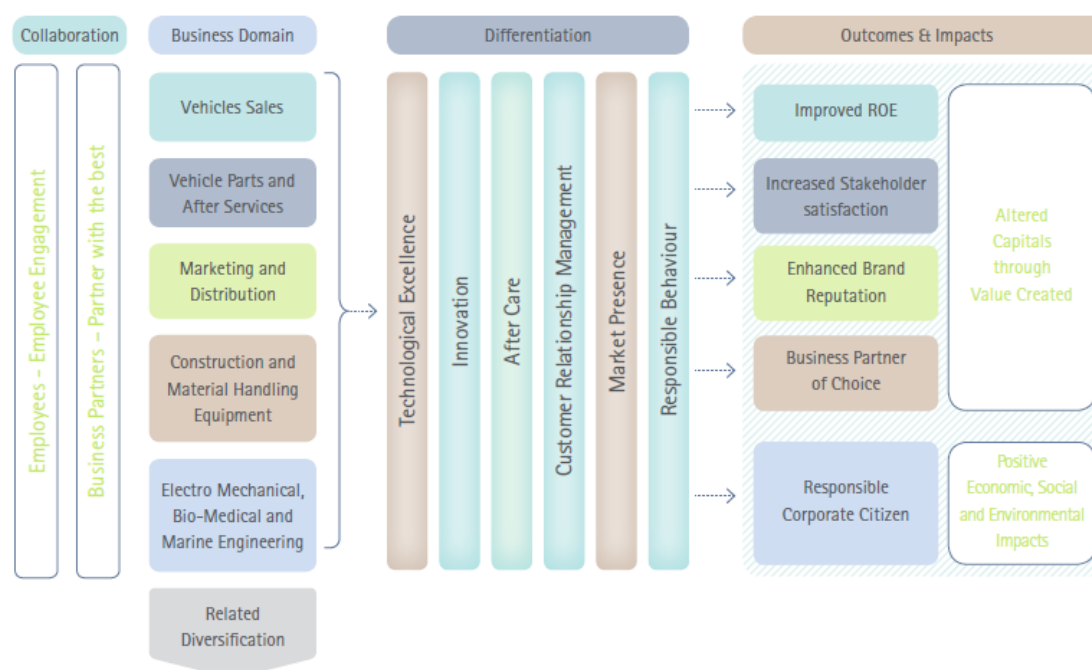 Collaboration
Business Domain
Differentiation
Outcomes & Impacts
Employees - Employee Engagement
Business Partners - Partner with the best
Vehicles Sales
Vehicle Parts and
After Services
Marketing and
Distribution
Construction and
Material Handling
Equipment
Electro Mechanical,
Bio-Medical and
Marine Engineering
Related
Diversification
Technological Excellence
Innovation
After Care
Customer Relationship Management
Market Presence
Responsible Behaviour
Improved ROE
Increased Stakeholder
satisfaction
Enhanced Brand
Reputation
Business Partner
of Choice
Responsible
Corporate Citizen
Altered
Capitals
through
Value Created
Positive
Economic, Social
and Environmental
Impacts